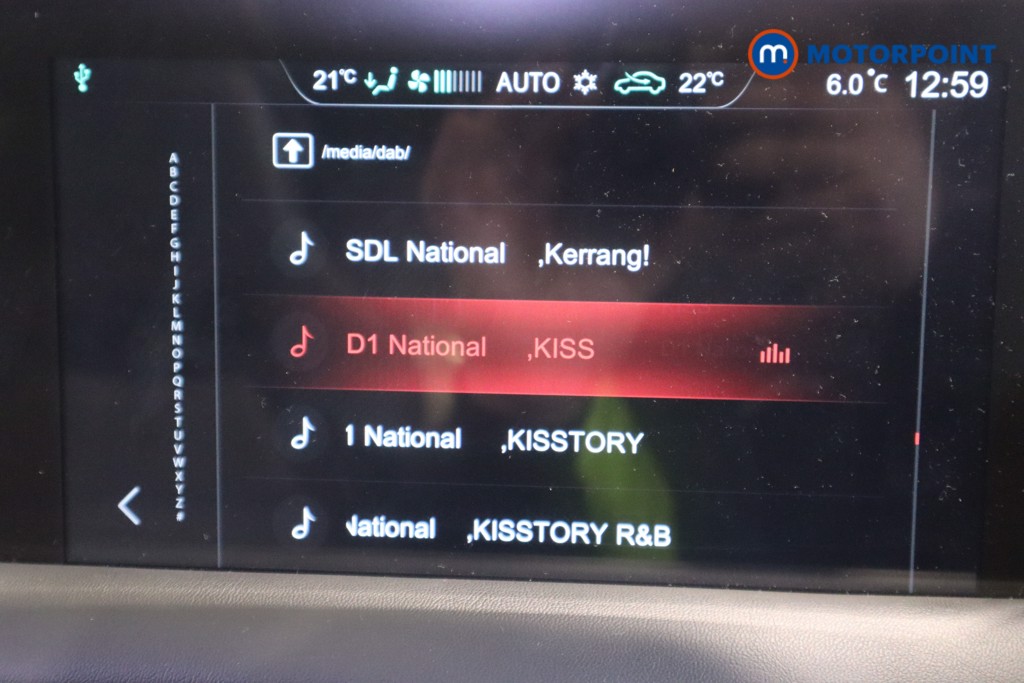 m MOTORPOINT
21°C AUTO 22°C 6.0°C 12:59
/media/dab/
A
B
C
D
E
F
G
H
I
J
K
L
M
N
O
P
Q
R
S
T
U
V
W
X
Y
Z
#
SDL National ,Kerrang!
D1 National ,KISS
1 National ,KISSTORY
National ,KISSTORY R&B